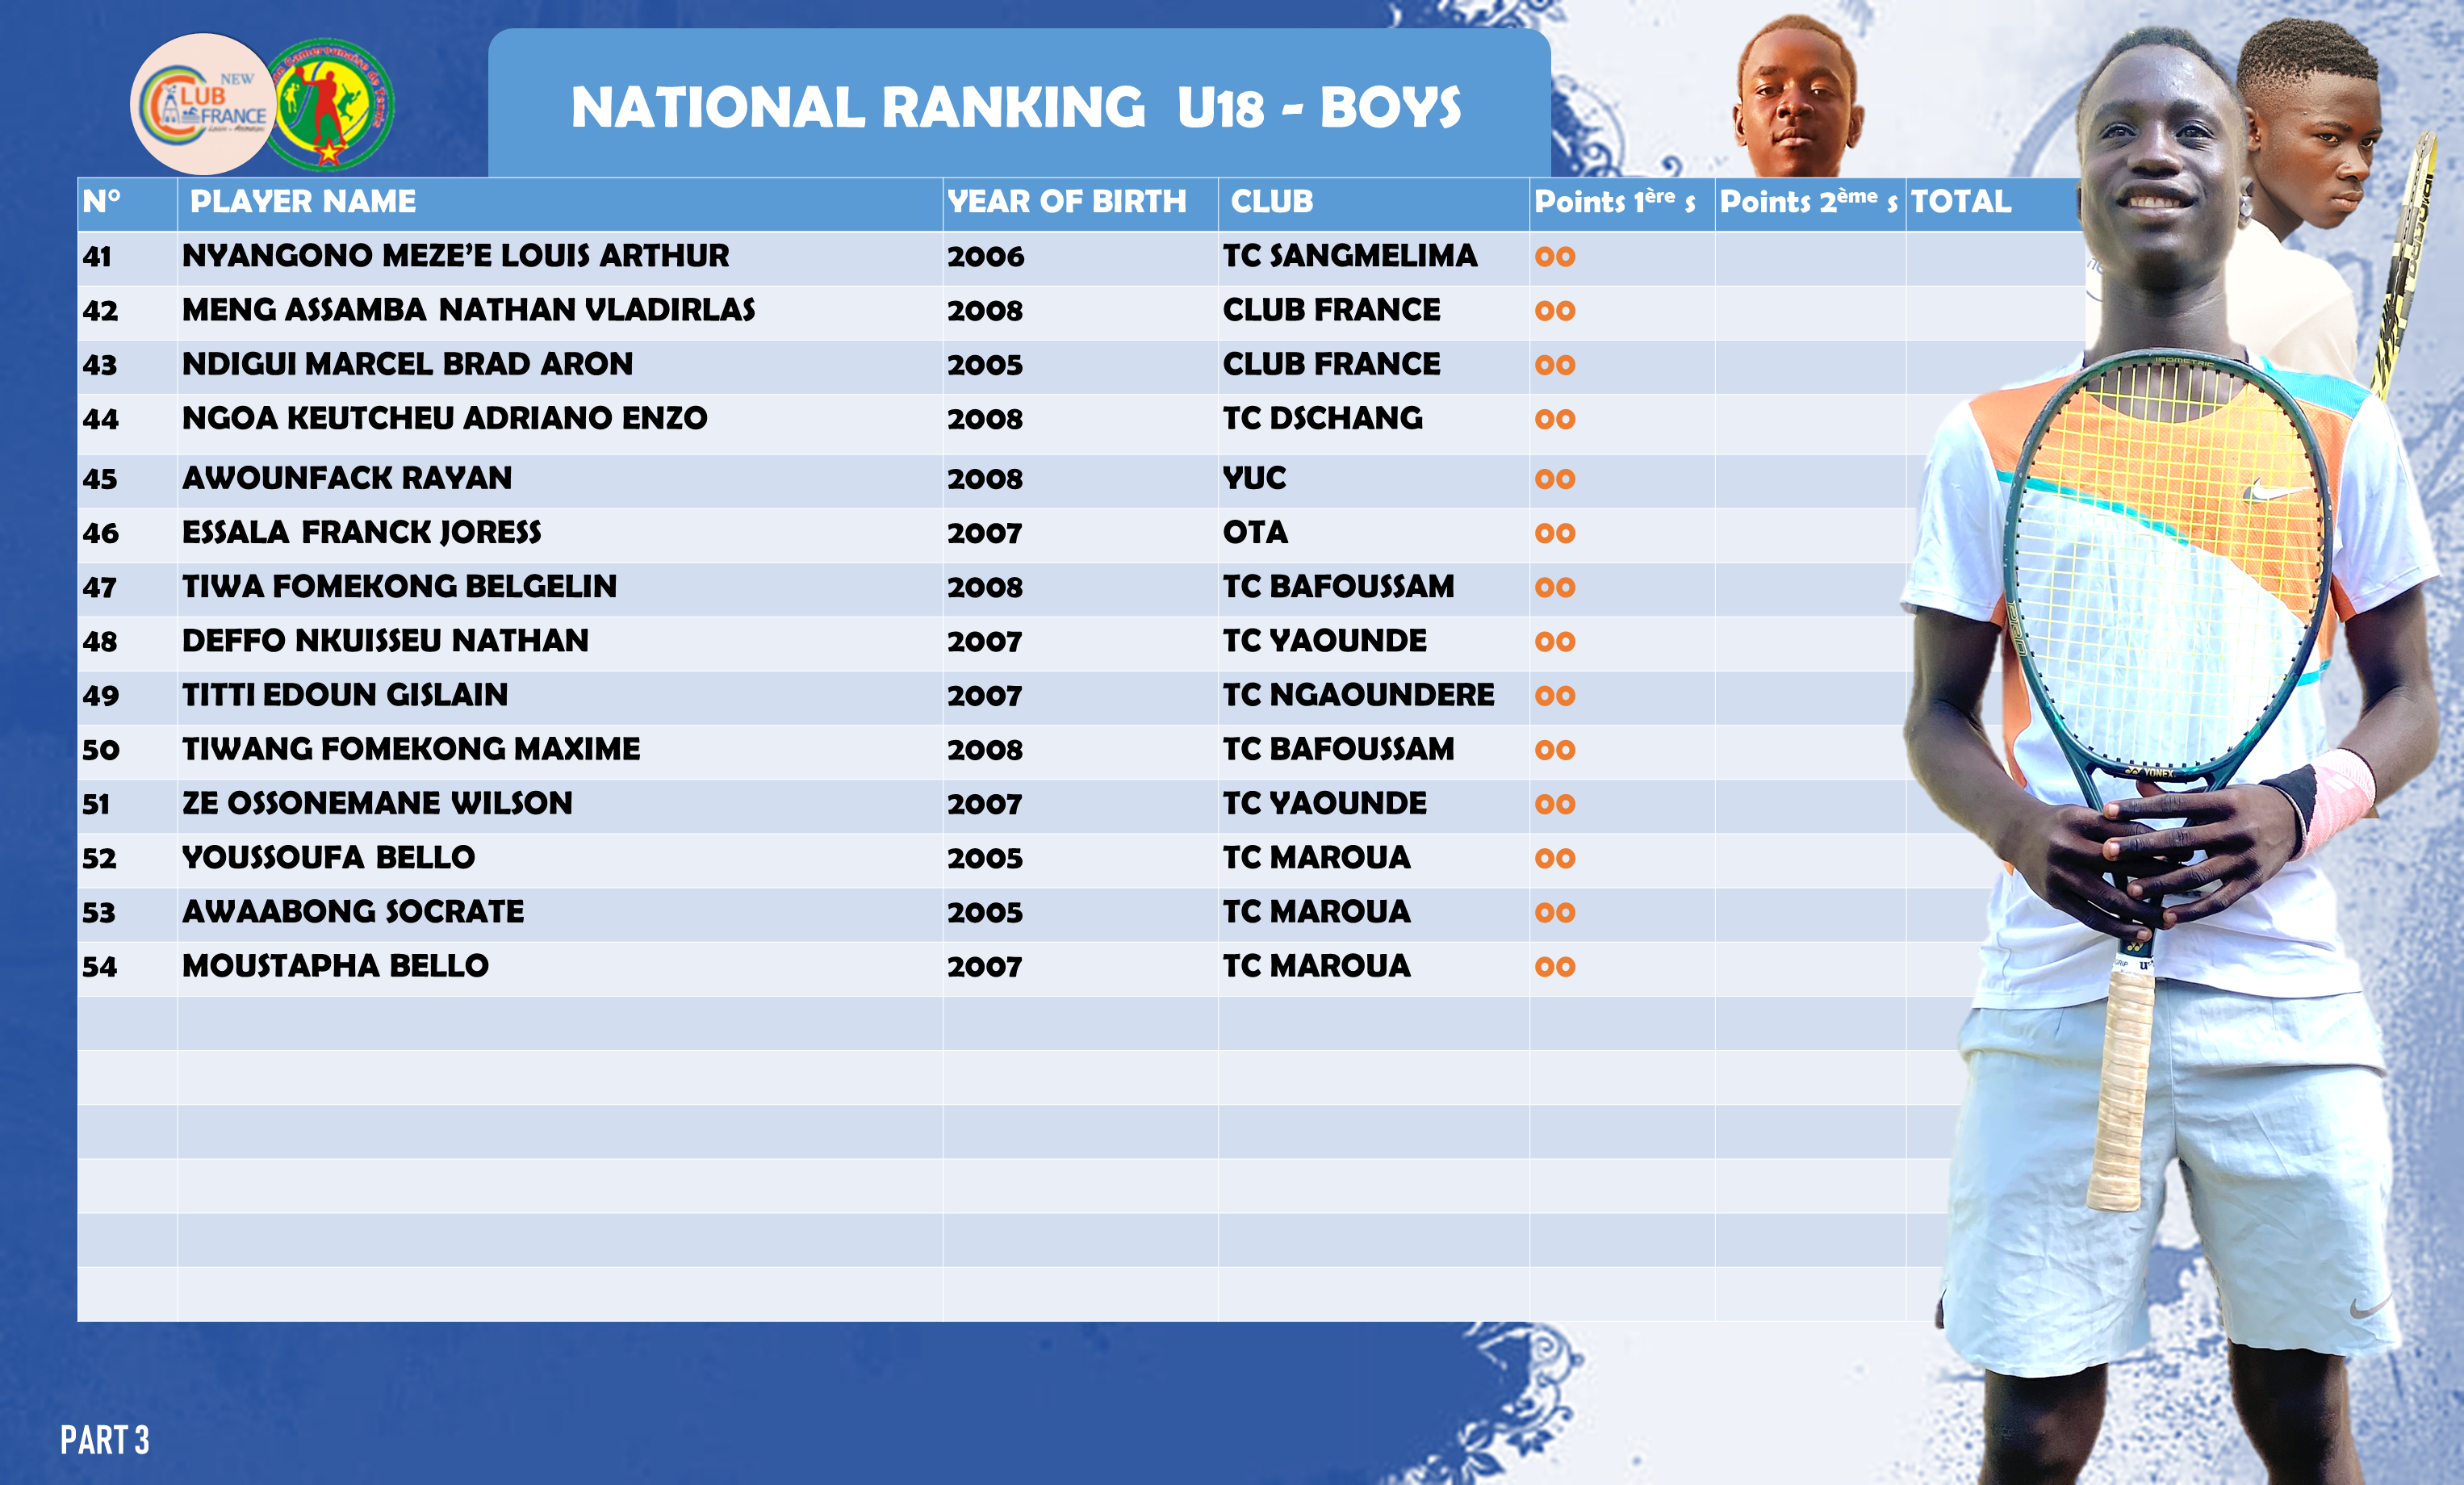 NEW
CLUB
FRANCE
Camerounaise de Tennis
NATIONAL RANKING U18 - BOYS
N° PLAYER NAME YEAR OF BIRTH CLUB Points 1ère s Points 2ème s TOTAL
41 NYANGONO MEZE’E LOUIS ARTHUR 2006 TC SANGMELIMA 00
42 MENG ASSAMBA NATHAN VLADIRLAS 2008 CLUB FRANCE 00
43 NDIGUI MARCEL BRAD ARON 2005 CLUB FRANCE 00
44 NGOA KEUTCHEU ADRIANO ENZO 2008 TC DSCHANG 00
45 AWOUNFACK RAYAN 2008 YUC 00
46 ESSALA FRANCK JORESS 2007 OTA 00
47 TIWA FOMEKONG BELGELIN 2008 TC BAFOUSSAM 00
48 DEFFO NKUISSEU NATHAN 2007 TC YAOUNDE 00
49 TITTI EDOUN GISLAIN 2007 TC NGAOUNDERE 00
50 TIWANG FOMEKONG MAXIME 2008 TC BAFOUSSAM 00
51 ZE OSSONEMANE WILSON 2007 TC YAOUNDE 00
52 YOUSSOUFA BELLO 2005 TC MAROUA 00
53 AWAABONG SOCRATE 2005 TC MAROUA 00
54 MOUSTAPHA BELLO 2007 TC MAROUA 00
ISOMETRIC
PRO
YONEX
PART 3